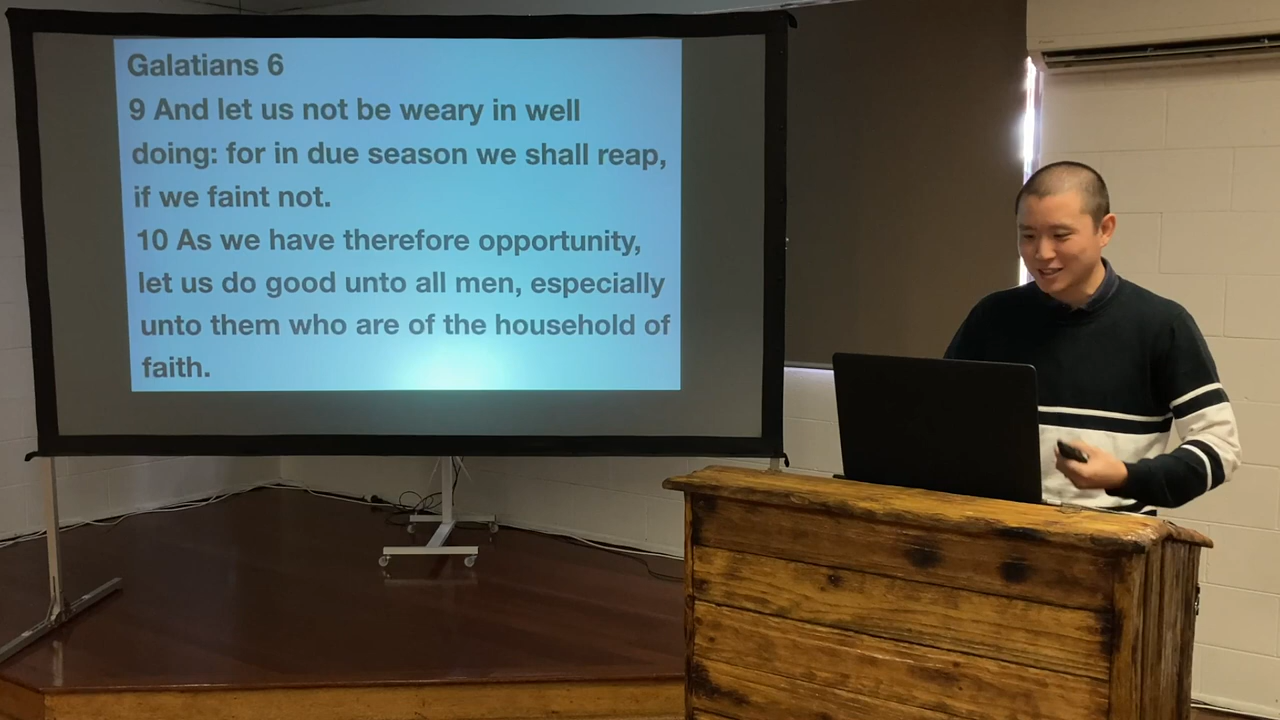 Galatians 6
9 And let us not be weary in well
doing: for in due season we shall reap,
if we faint not.
10 As we have therefore opportunity,
let us do good unto all men, especially
unto them who are of the household of
faith.